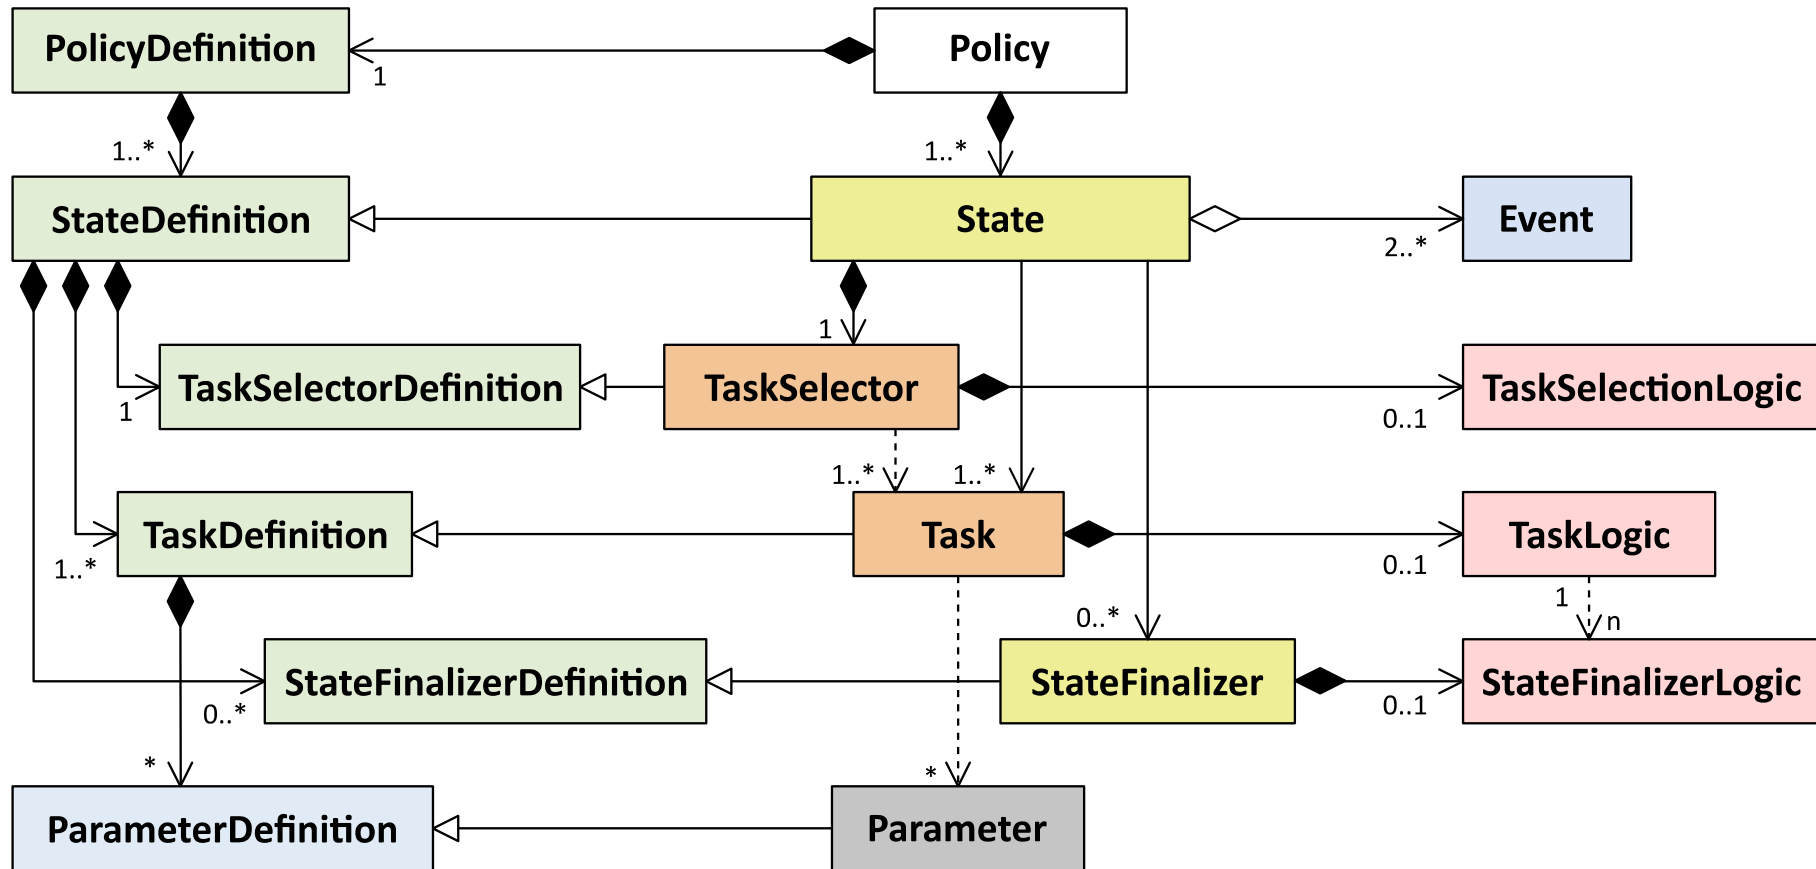 PolicyDefinition
Policy
1
1..*
1..*
StateDefinition
State
Event
2..*
1
TaskSelectorDefinition
TaskSelector
TaskSelectionLogic
1
0..1
1..*
1..*
TaskDefinition
Task
TaskLogic
1..*
0..1
1
n
0..*
StateFinalizerDefinition
StateFinalizer
StateFinalizerLogic
0..*
0..1
*
*
ParameterDefinition
Parameter